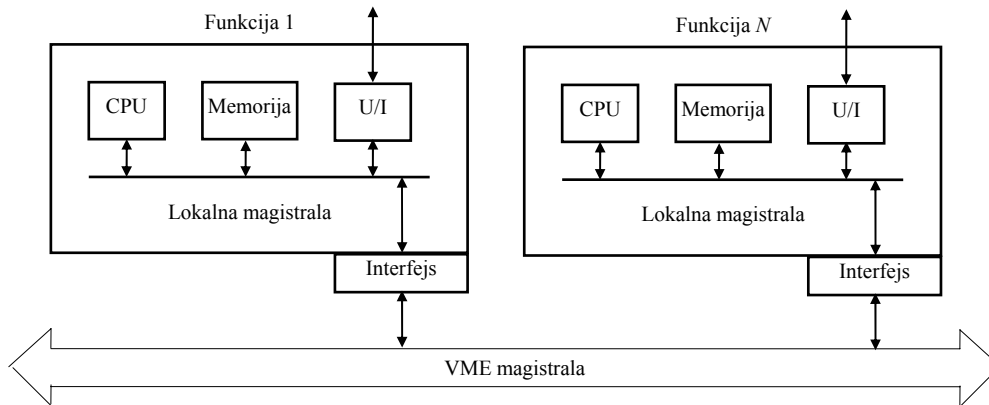 Funkcija 1
CPU
Memorija
U/I
Lokalna magistrala
Interfejs
Funkcija N
CPU
Memorija
U/I
Lokalna magistrala
Interfejs
VME magistrala